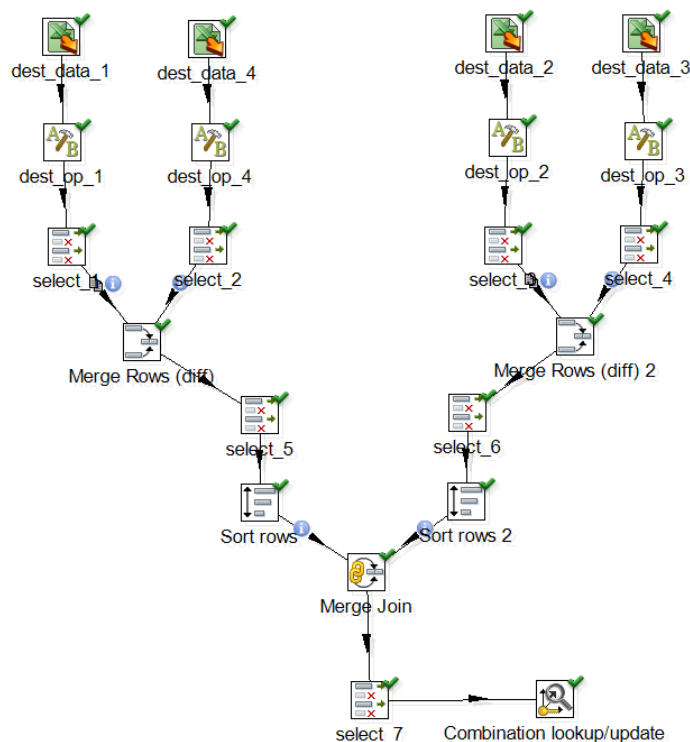 dest_data_1
dest_data_4
dest_data_2
dest_data_3
dest_op_1
dest_op_4
dest_op_2
dest_op_3
select_2
select_4
Merge Rows (diff)
Merge Rows (diff) 2
select_5
select_6
Sort rows
Sort rows 2
Merge Join
select_7
Combination lookup/update